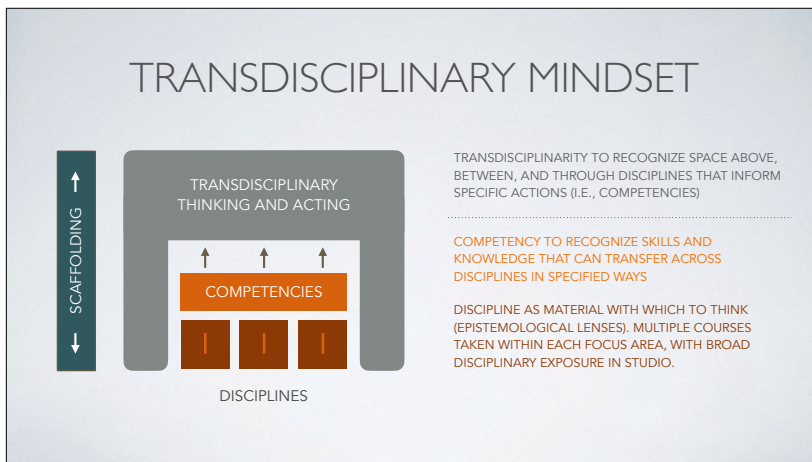 TRANSDISCIPLINARY MINDSET
SCAFFOLDING
TRANSDISCIPLINARY
THINKING AND ACTING
COMPETENCIES
DISCIPLINES
TRANSDISCIPLINARITY TO RECOGNIZE SPACE ABOVE,
BETWEEN, AND THROUGH DISCIPLINES THAT INFORM
SPECIFIC ACTIONS (I.E., COMPETENCIES)
COMPETENCY TO RECOGNIZE SKILLS AND
KNOWLEDGE THAT CAN TRANSFER ACROSS
DISCIPLINES IN SPECIFIED WAYS
DISCIPLINE AS MATERIAL WITH WHICH TO THINK
(EPISTEMOLOGICAL LENSES). MULTIPLE COURSES
TAKEN WITHIN EACH FOCUS AREA, WITH BROAD
DISCIPLINARY EXPOSURE IN STUDIO.